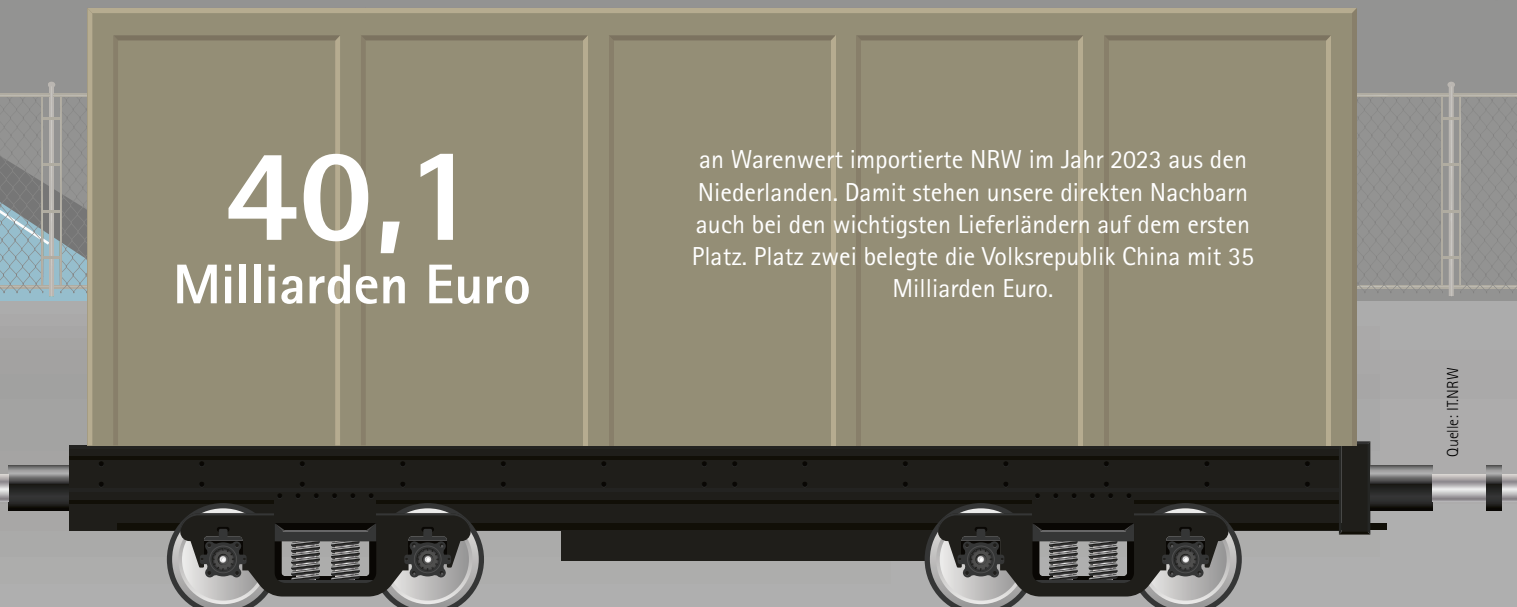 40,1
Milliarden Euro
an Warenwert importierte NRW im Jahr 2023 aus den
Niederlanden. Damit stehen unsere direkten Nachbarn
auch bei den wichtigsten Lieferländern auf dem ersten
Platz. Platz zwei belegte die Volksrepublik China mit 35
Milliarden Euro.
Quelle: IT.NRW